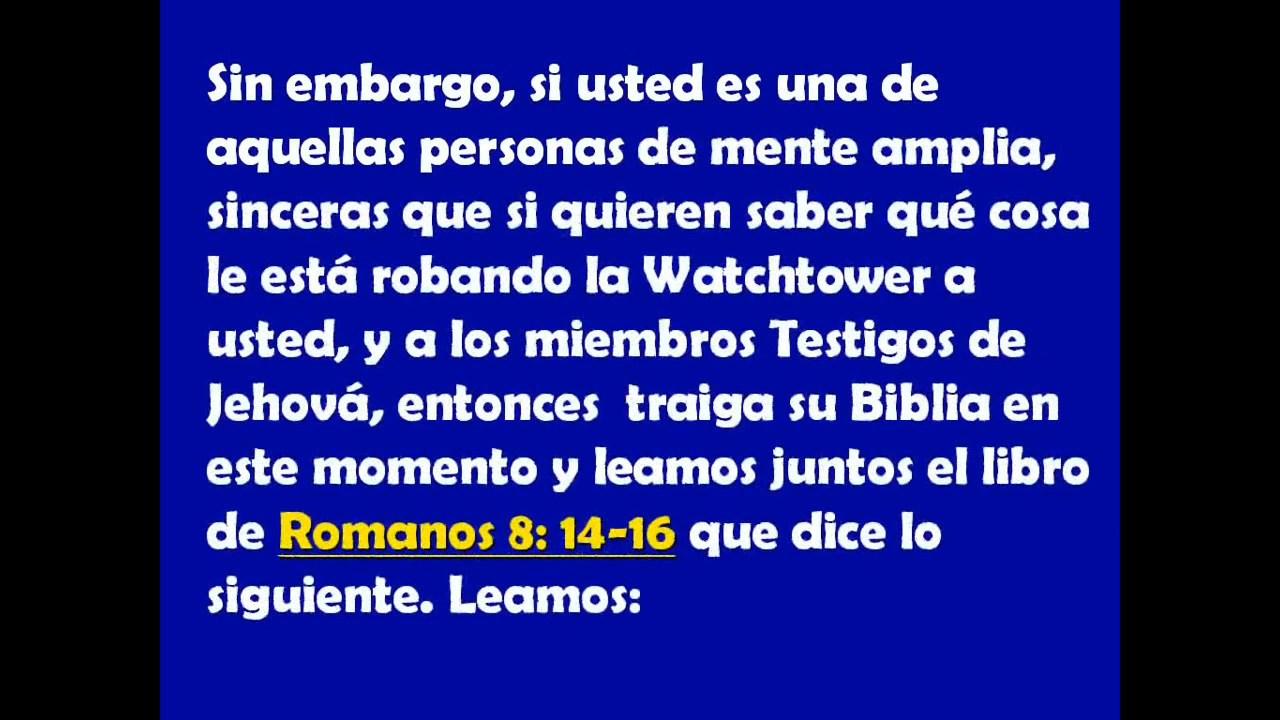 Sin embargo, si usted es una de
aquellas personas de mente amplia,
sinceras que si quieren saber qué cosa
le está robando la Watchtower a
usted, y a los miembros Testigos de
Jehová, entonces  traiga su Biblia en
este momento y leamos juntos el libro
de Romanos 8: 14-16 que dice lo
siguiente. Leamos: